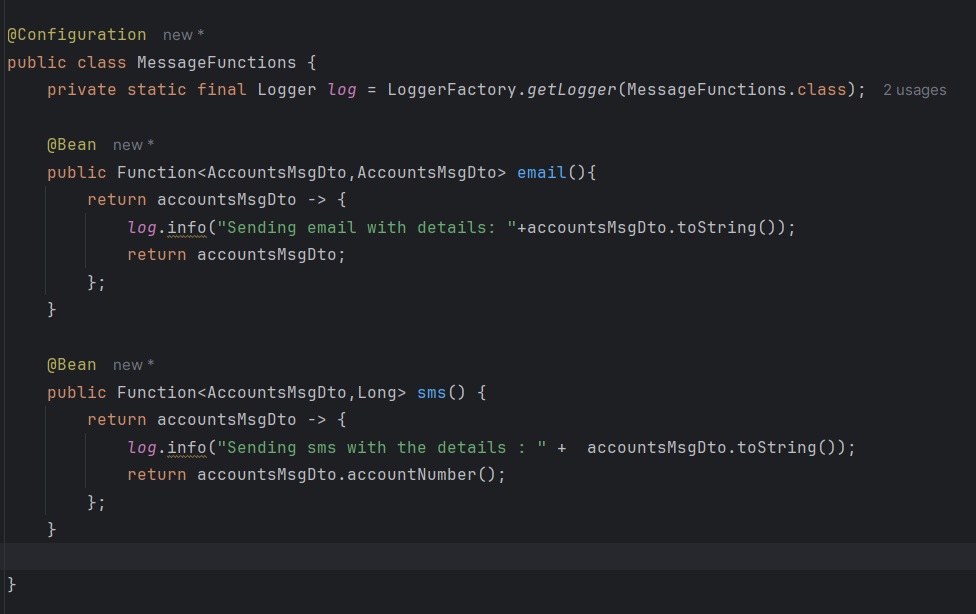 @Configuration new *
public class MessageFunctions {
    private static final Logger log = LoggerFactory.getLogger(MessageFunctions.class); 2 usages
    @Bean new *
    public Function<AccountsMsgDto,AccountsMsgDto> email(){
        return accountsMsgDto -> {
            log.info("Sending email with details: "+accountsMsgDto.toString());
            return accountsMsgDto;
        };
    }
    @Bean new *
    public Function<AccountsMsgDto,Long> sms() {
        return accountsMsgDto -> {
            log.info("Sending sms with the details : " +  accountsMsgDto.toString());
            return accountsMsgDto.accountNumber();
        };
    }
}